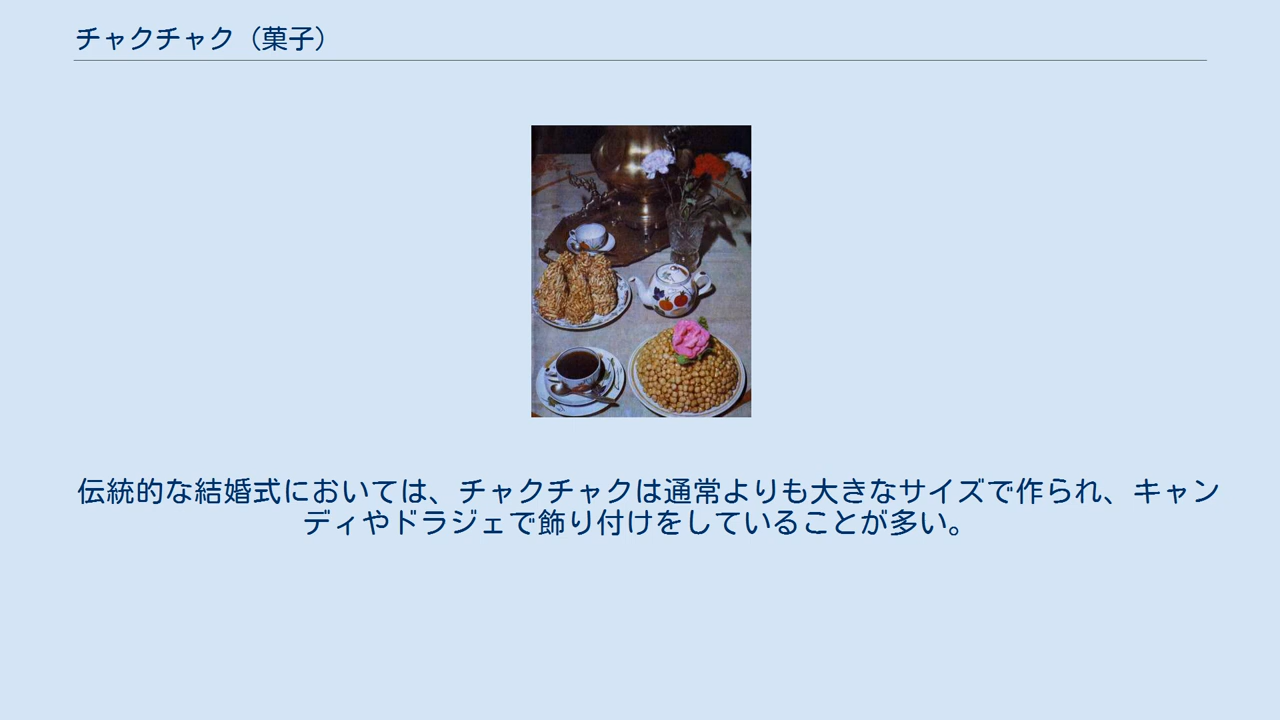 チャクチャク（菓子）
伝統的な結婚式においては、チャクチャクは通常よりも大きなサイズで作られ、キャン
ディやドラジェで飾り付けをしていることが多い。